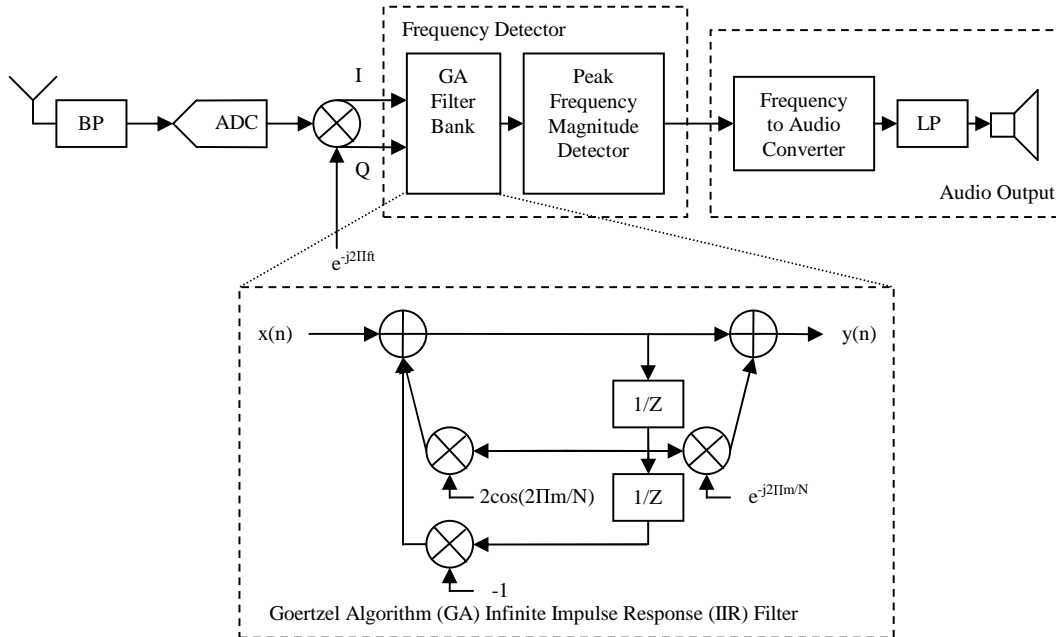 Frequency Detector
I
GA
Filter
Bank
Peak
Frequency
Magnitude
Detector
Frequency
to Audio
Converter
BP
ADC
LP
Q
Audio Output
e-j2Πft
x(n)
y(n)
1/Z
2cos(2Πm/N)
1/Z
e-j2Πm/N
-1
Goertzel Algorithm (GA) Infinite Impulse Response (IIR) Filter